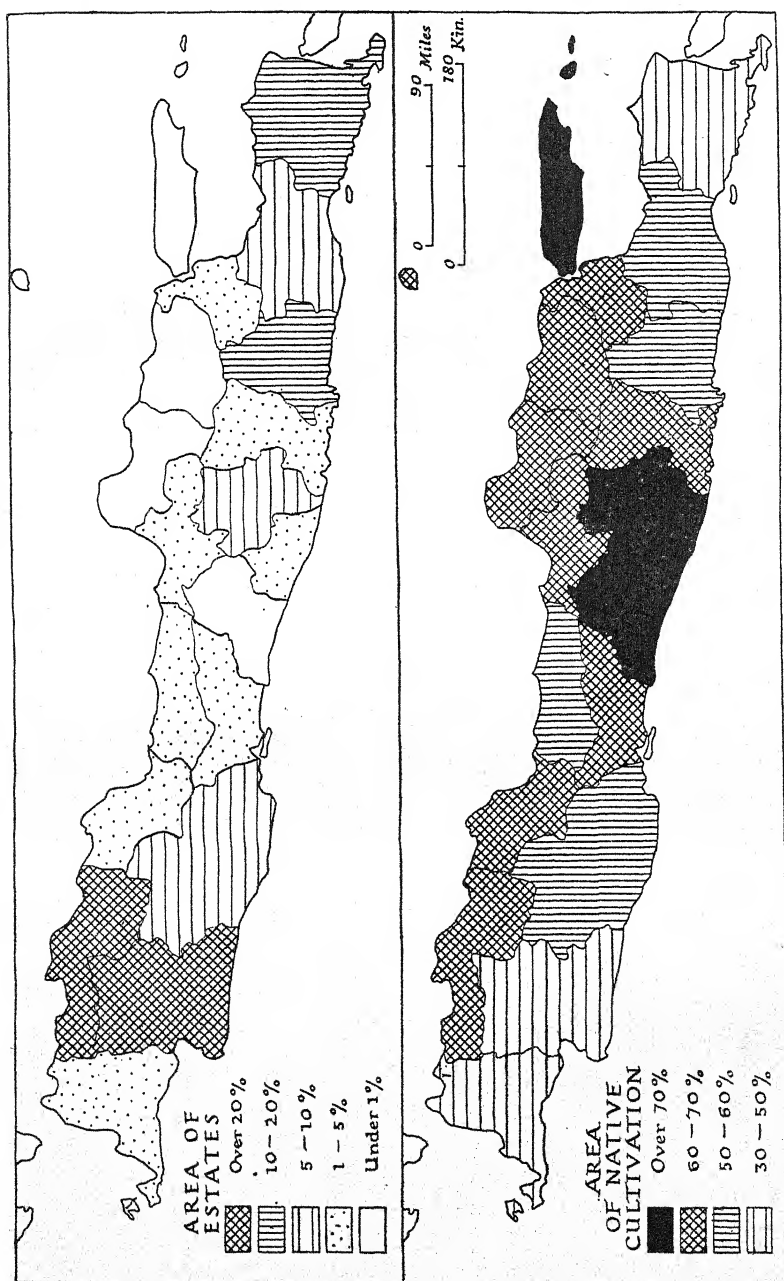 AREA OF
ESTATES
Over 20%
10-20%
5-10%
1-5%
Under 1%
0 90
Miles
0 180
Km.
AREA
OF NATIVE
CULTIVATION
Over 70%
60-70%
50-60%
30-50%